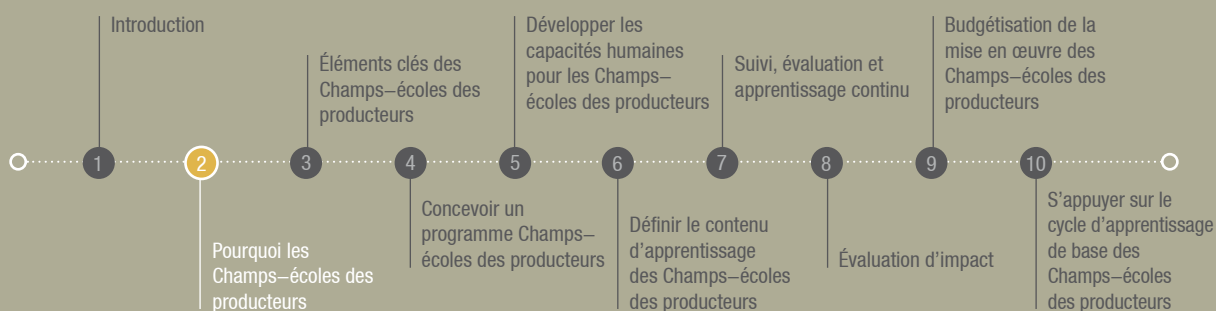 1
Introduction
2
Pourquoi les
Champs–écoles des
producteurs
3
Éléments clés des
Champs–écoles des
producteurs
4
Concevoir un
programme Champs–
écoles des producteurs
5
Développer les
capacités humaines
pour les Champs–
écoles des producteurs
6
Définir le contenu
d'apprentissage
des Champs–écoles
des producteurs
7
Suivi, évaluation et
apprentissage continu
8
Évaluation d'impact
9
Budgétisation de la
mise en œuvre des
Champs–écoles des
producteurs
10
S'appuyer sur le
cycle d'apprentissage
de base des
Champs–écoles
des producteurs